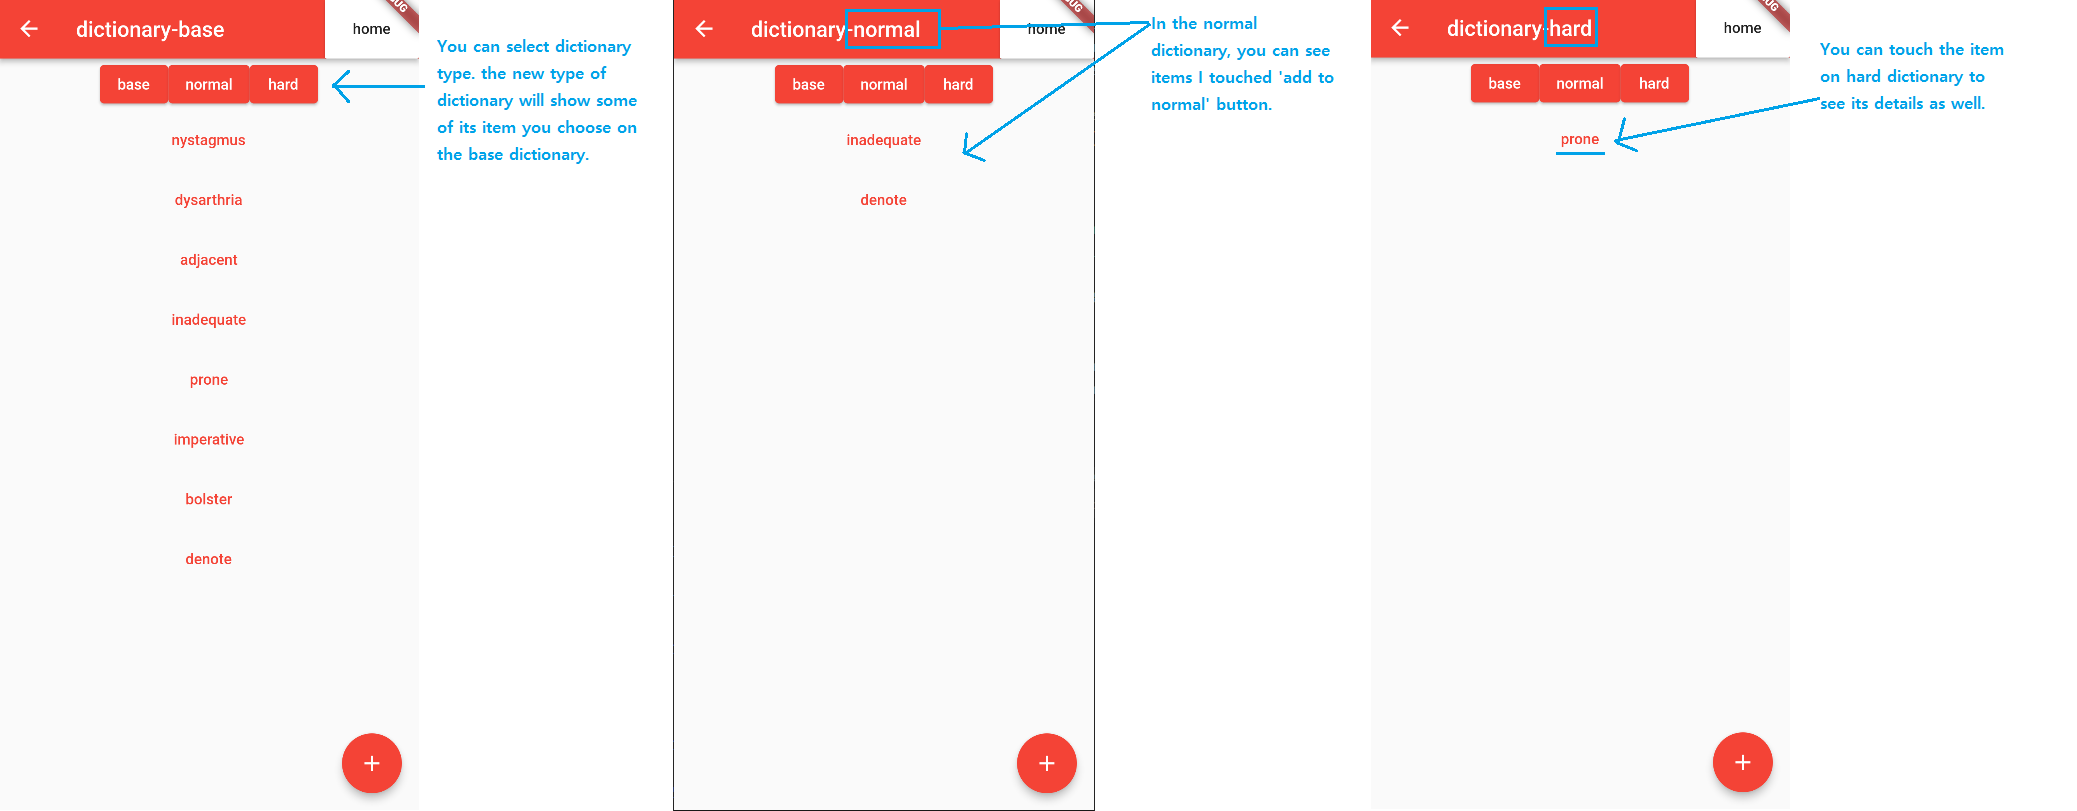 dictionary-base
home
UG
base normal hard
nystagmus
dysarthria
adjacent
inadequate
prone
imperative
bolster
denote
+
You can select dictionary
type. the new type of
dictionary will show some
of its item you choose on
the base dictionary.
dictionary-normal
home
UG
base normal hard
inadequate
denote
+
In the normal
dictionary, you can see
items I touched 'add to
normal' button.
dictionary-hard
home
UG
base normal hard
prone
+
You can touch the item
on hard dictionary to
see its details as well.